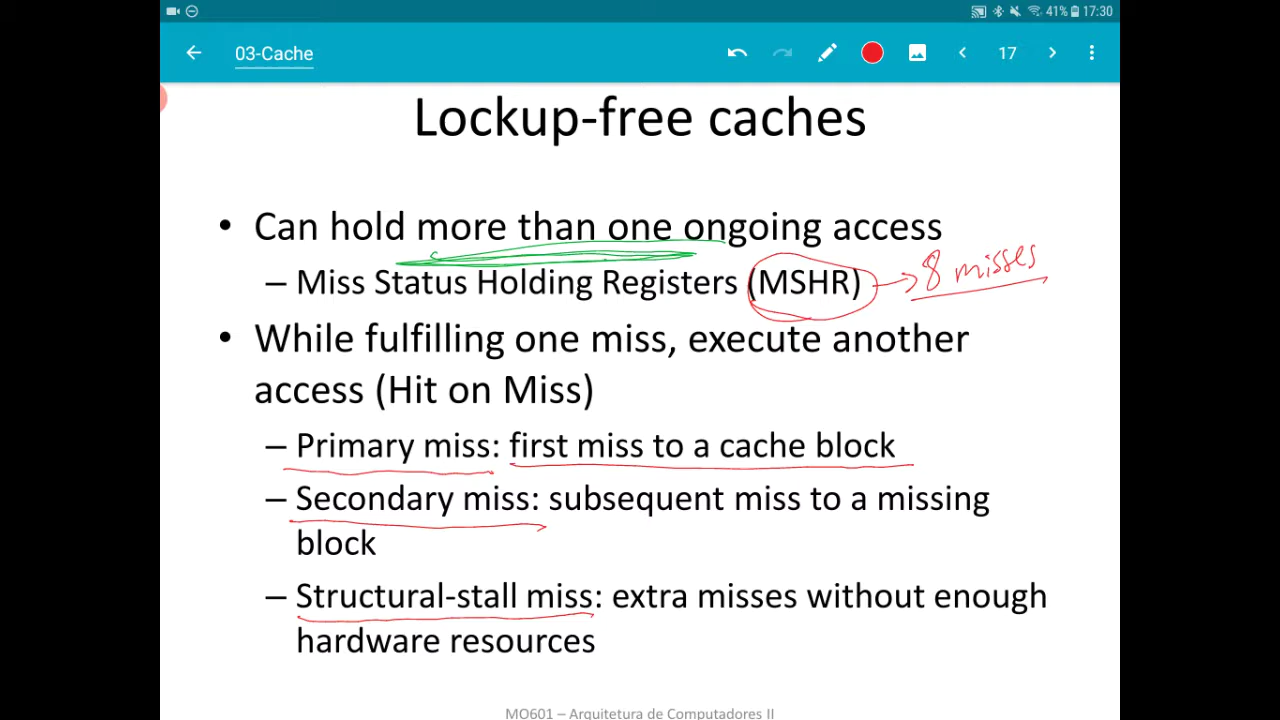 41% 17:30
03-Cache
17
Lockup-free caches
• Can hold more than one ongoing access
– Miss Status Holding Registers (MSHR) → 8 misses
• While fulfilling one miss, execute another
access (Hit on Miss)
– Primary miss: first miss to a cache block
– Secondary miss: subsequent miss to a missing
block
– Structural-stall miss: extra misses without enough
hardware resources
MO601 – Arquitetura de Computadores II